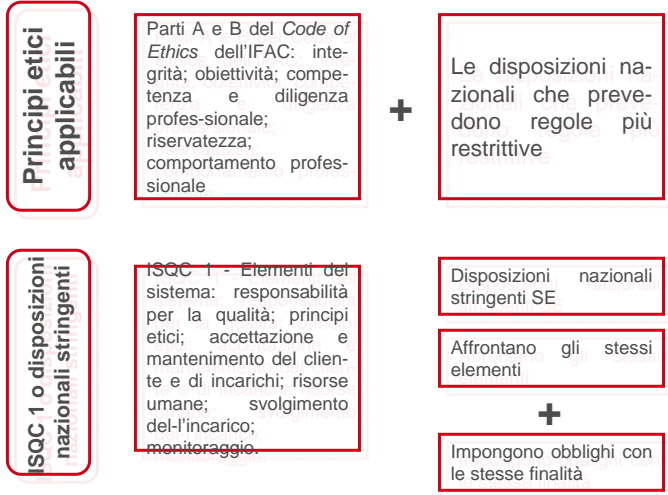 Principi etici
applicabili
Parti A e B del Code of
Ethics dell'IFAC: inte-
grità; obiettività; compe-
tenza e diligenza
profes-sionale;
riservatezza;
comportamento profes-
sionale
+
Le disposizioni na-
zionali che preve-
dono regole più
restrittive
ISQC 1 o disposizioni
nazionali stringenti
ISQC 1 - Elementi del
sistema: responsabilità
per la qualità; principi
etici; accettazione e
mantenimento del clien-
te e di incarichi; risorse
umane; svolgimento
del-l'incarico;
monitoraggio.
Disposizioni nazionali
stringenti SE
Affrontano gli stessi
elementi
+
Impongono obblighi con
le stesse finalità